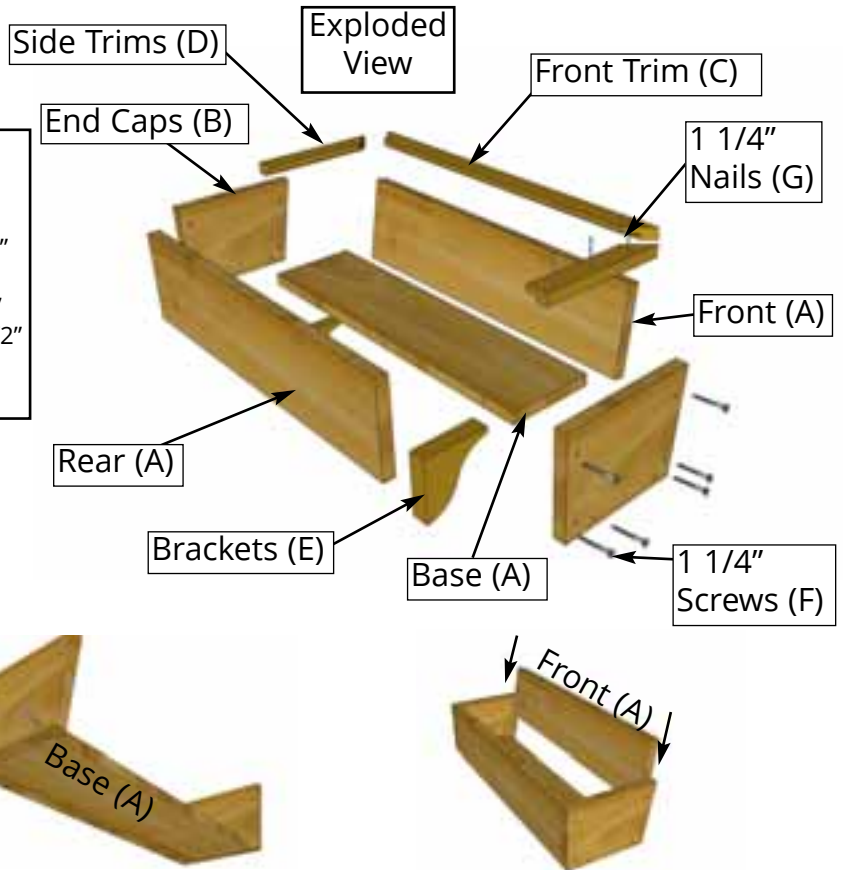 Side Trims (D)
Exploded
View
Front Trim (C)
End Caps (B)
1 1/4”
Nails (G)
”
2”
Front (A)
Rear (A)
Brackets (E)
Base (A)
1 1/4”
Screws (F)
Base (A)
Front (A)